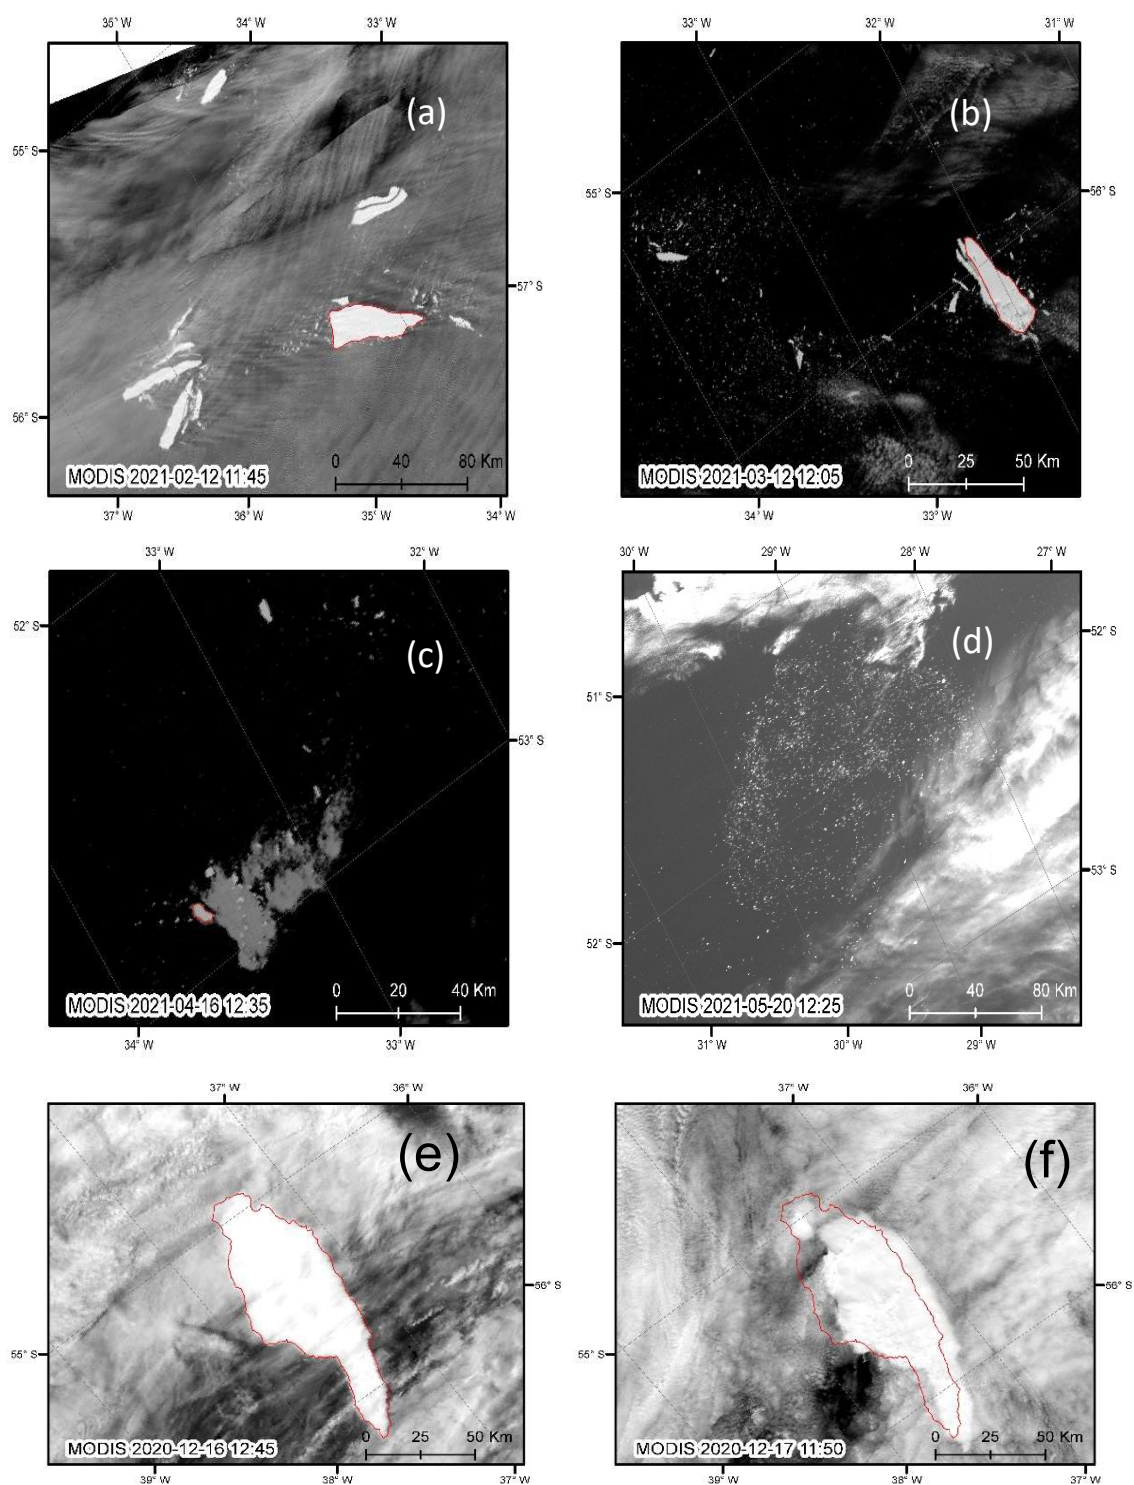 35° W 34° W 33° W
(a)
55° S
57° S
56° S
MODIS 2021-02-12 11:45
0 40 80 Km
37° W 36° W 35° W 34° W
33° W 32° W 31° W
(b)
55° S
56° S
MODIS 2021-03-12 12:05
0 25 50 Km
34° W 33° W
33° W 32° W
52° S
(c)
53° S
MODIS 2021-04-16 12:35
0 20 40 Km
34° W 33° W
30° W 29° W 28° W 27° W
52° S
(d)
51° S
53° S
52° S
MODIS 2021-05-20 12:25
0 40 80 Km
31° W 30° W 29° W
37° W 36° W
(e)
56° S
55° S
MODIS 2020-12-16 12:45
0 25 50 Km
39° W 38° W 37° W
37° W 36° W
(f)
56° S
55° S
MODIS 2020-12-17 11:50
0 25 50 Km
39° W 38° W 37° W